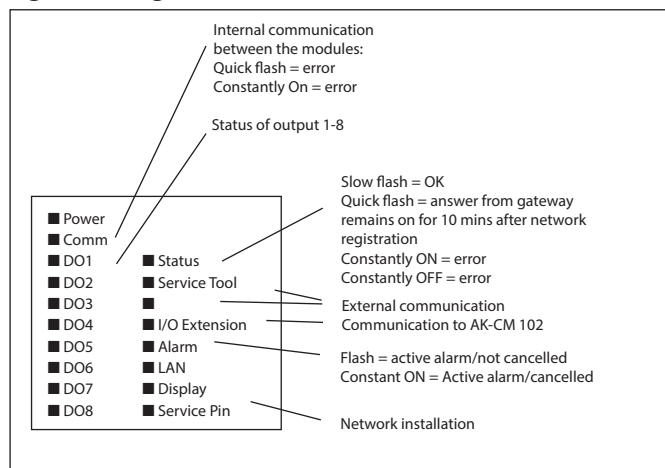 Internal communication
between the modules:
Quick flash = error
Constantly On = error
Status of output 1-8
Slow flash = OK
Quick flash = answer from gateway
remains on for 10 mins after network
registration
Constantly ON = error
Constantly OFF = error
External communication
Communication to AK-CM 102
Flash = active alarm/not cancelled
Constant ON = Active alarm/cancelled
Network installation
Power
Comm
DO1
DO2
DO3
DO4
DO5
DO6
DO7
DO8
Status
Service Tool
I/O Extension
Alarm
LAN
Display
Service Pin